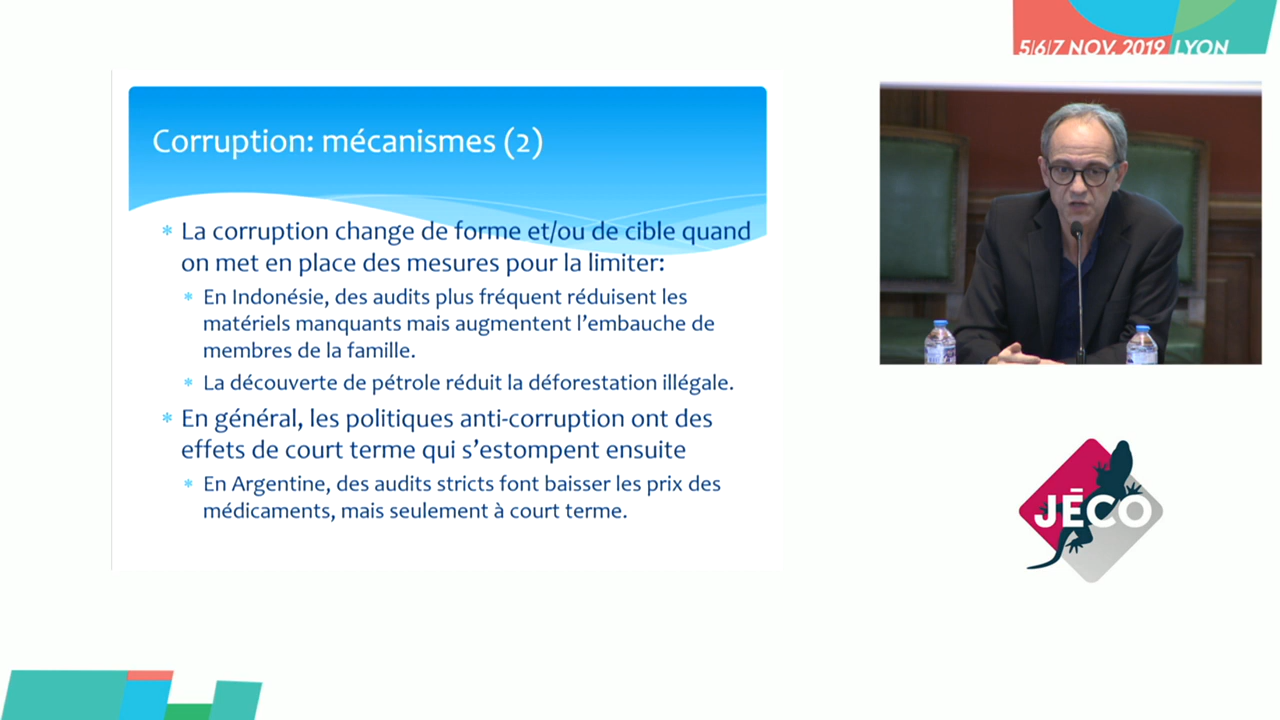 5|6|7 NOV. 2019 LYON
Corruption: mécanismes (2)
* La corruption change de forme et/ou de cible quand
on met en place des mesures pour la limiter:
* En Indonésie, des audits plus fréquent réduisent les
matériels manquants mais augmentent l’embauche de
membres de la famille.
* La découverte de pétrole réduit la déforestation illégale.
* En général, les politiques anti-corruption ont des
effets de court terme qui s’estompent ensuite
* En Argentine, des audits stricts font baisser les prix des
médicaments, mais seulement à court terme.
JĒCO